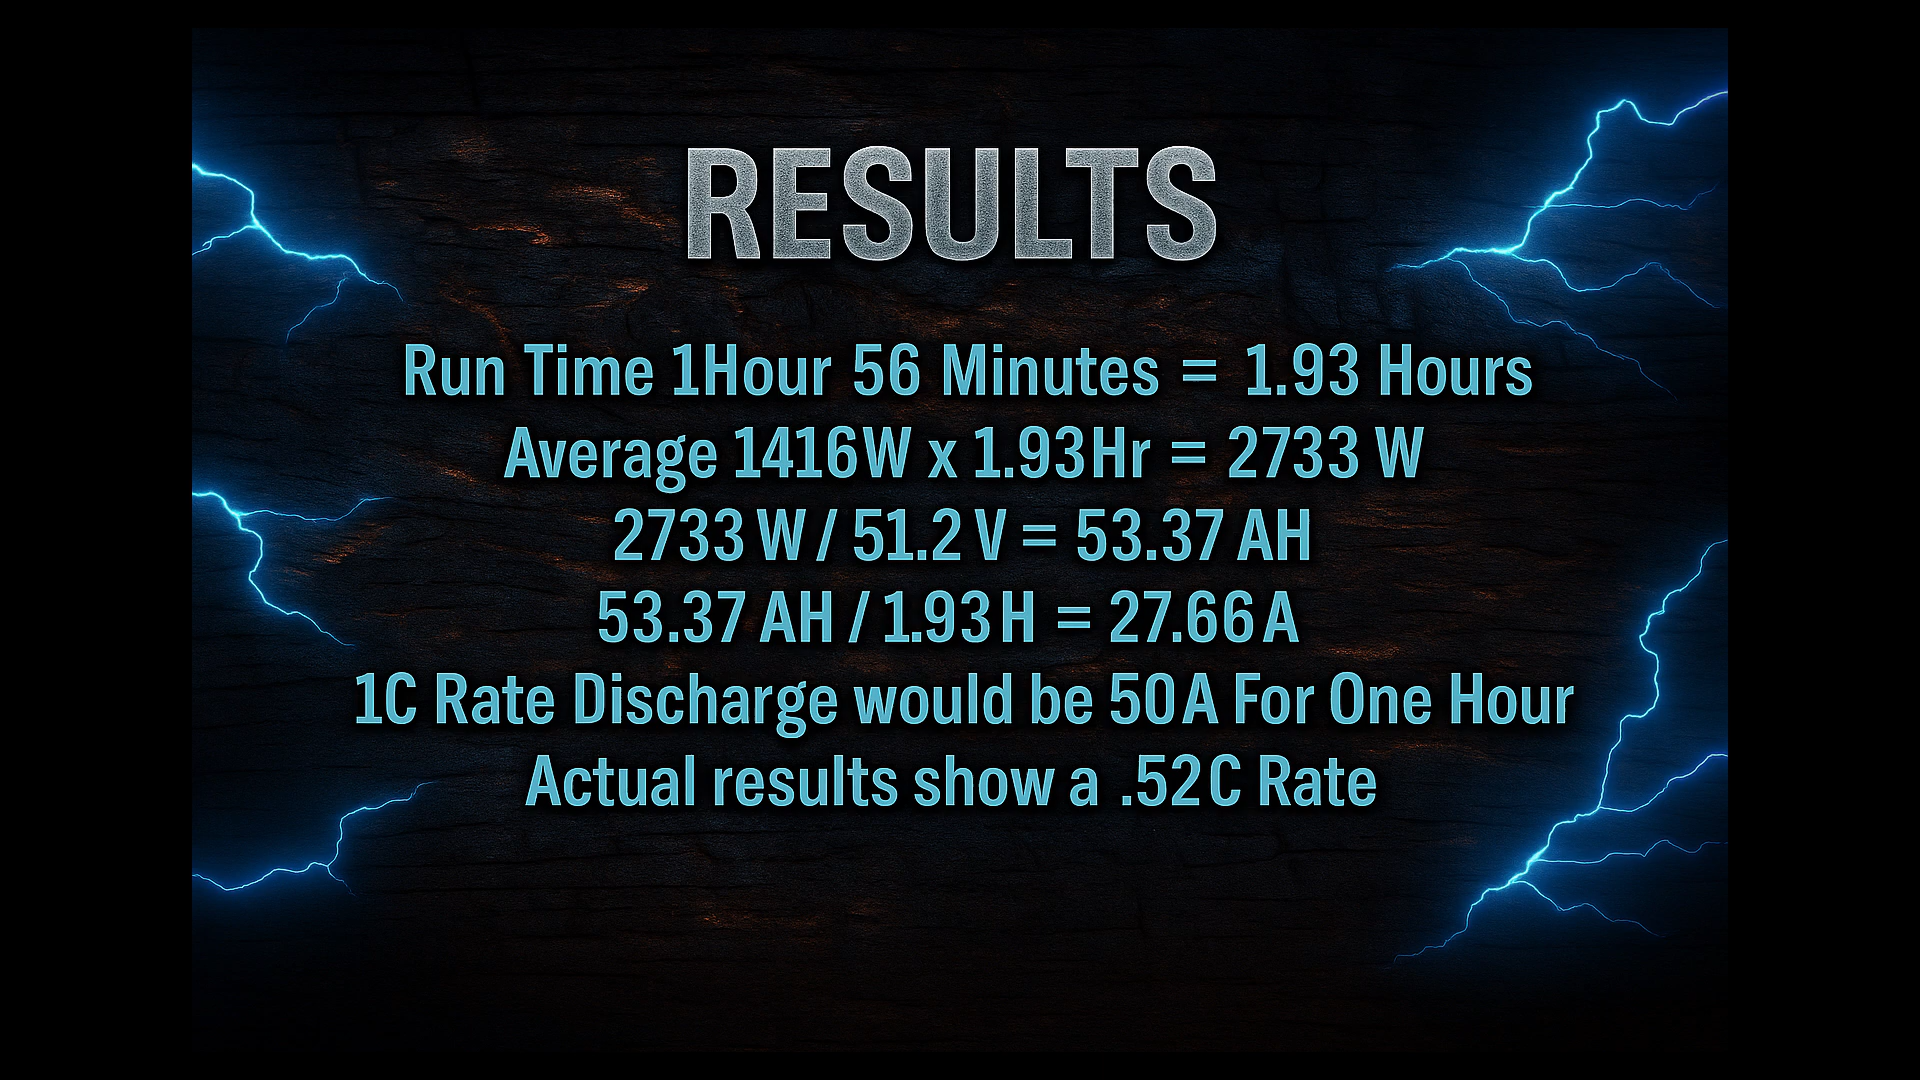 RESULTS
Run Time 1Hour 56 Minutes = 1.93 Hours
Average 1416W x 1.93Hr = 2733 W
2733 W / 51.2 V = 53.37 AH
53.37 AH / 1.93 H = 27.66 A
1C Rate Discharge would be 50 A For One Hour
Actual results show a .52 C Rate